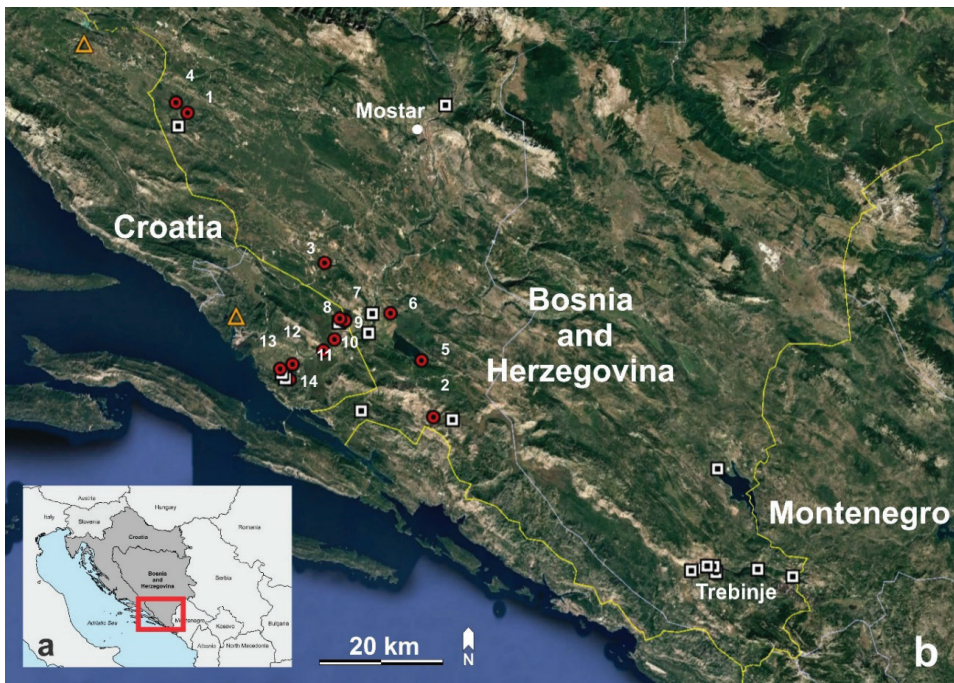 4
1
Mostar
Croatia
3
7
8
6
9
Bosnia
and
Herzegovina
12
10
13
11
5
14
2
Montenegro
Trebinje
Austria
Hungary
Italy
Slovenia
Romania
Croatia
Bosnia
and
Herzegovina
Serbia
Adriatic Sea
Kosovo
Bulgaria
Albania
North Macedonia
a
20 km
N
b